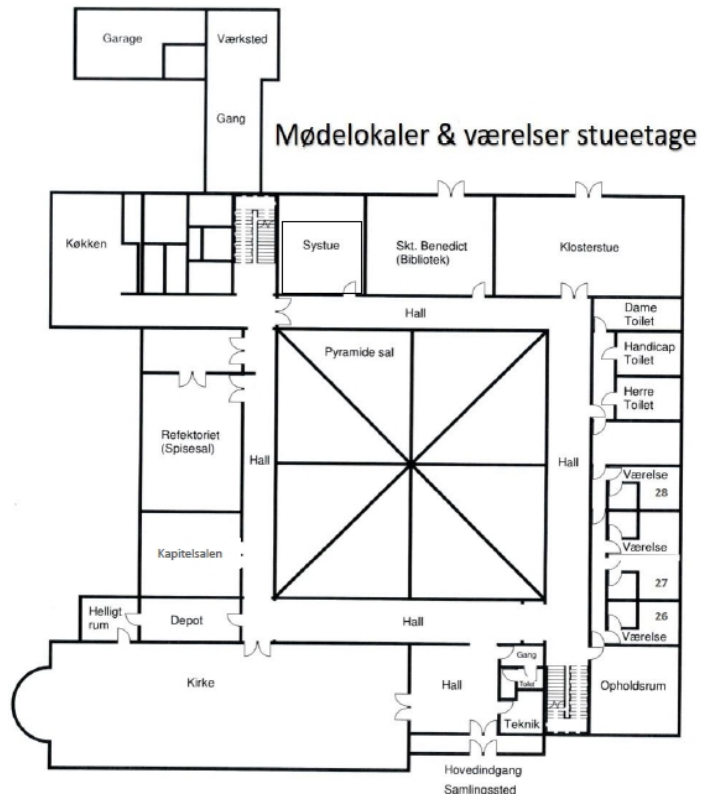 Garage
Værksted
Gang
Mødelokaler & værelser stueetage
Køkken
Systue
Skt. Benedict
(Bibliotek)
Klosterstue
Hall
Dame
Toilet
Pyramide sal
Handicap
Toilet
Herre
Toilet
Refektoriet
(Spisesal)
Hall
Hall
Værelse
28
Kapitelsalen
Værelse
27
26
Helligt
rum
Depot
Hall
Værelse
Gang
Kirke
Hall
Toilet
Opholdsrum
Teknik
Hovedindgang
Samlingssted